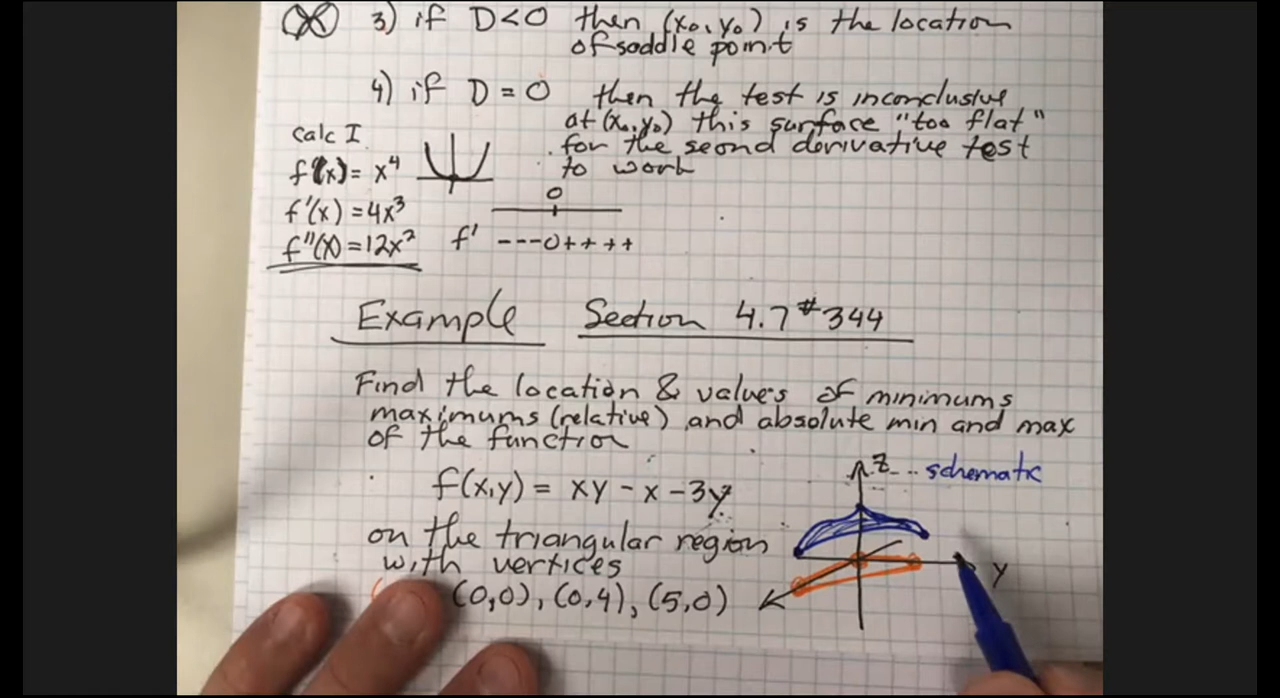 3) if D<0 then (x₀, y₀) is the location
of saddle point
4) if D = 0 then the test is inconclusive
at (x₀, y₀) this surface "too flat"
for the seond derivative test
to work
Calc I
f(x) = x⁴
f'(x) = 4x³
f''(x) = 12x²
0
f' ---0++++
Example Section 4.7 #344
Find the location & values of minimums
maximums (relative) and absolute min and max
of the function
f(x,y) = xy - x - 3y
z schematic
on the triangular region
with vertices
y
(0,0), (0,4), (5,0)